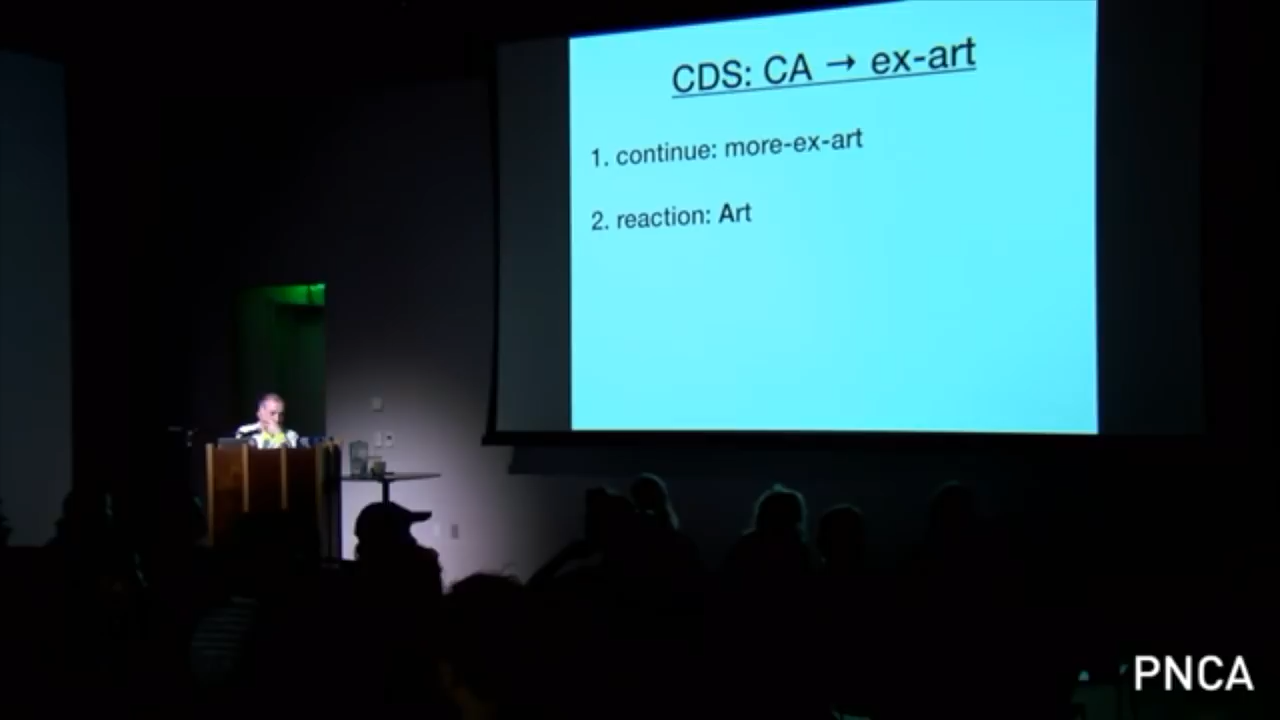 CDS: CA → ex-art
1. continue: more-ex-art
2. reaction: Art
PNCA